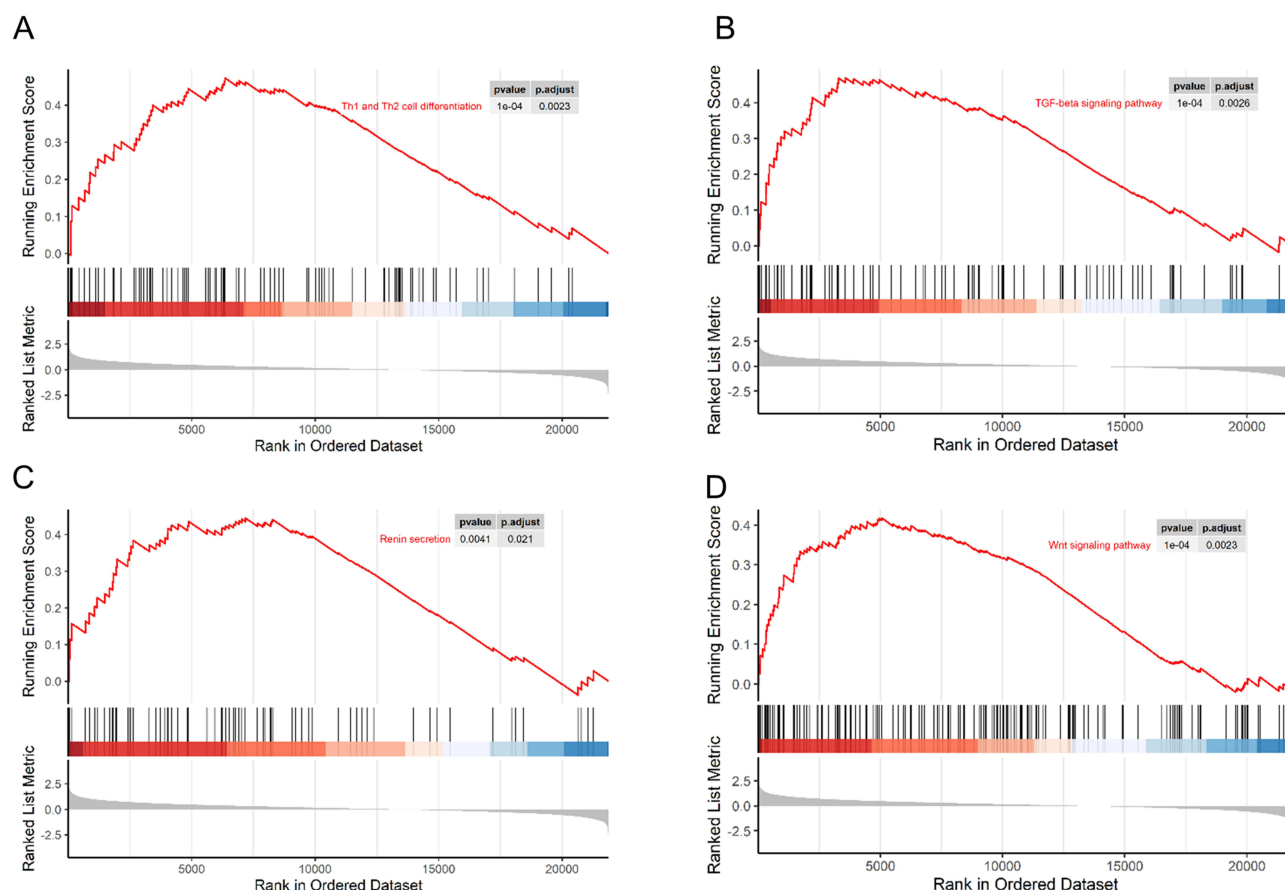 A
Running Enrichment Score
0.4
0.3
0.2
0.1
0.0
Th1 and Th2 cell differentiation
pvalue p.adjust
1e-04 0.0023
Ranked List Metric
2.5
0.0
-2.5
5000 10000 15000 20000
Rank in Ordered Dataset
B
Running Enrichment Score
0.4
0.3
0.2
0.1
0.0
TGF-beta signaling pathway
pvalue p.adjust
1e-04 0.0026
Ranked List Metric
2.5
0.0
-2.5
5000 10000 15000 20000
Rank in Ordered Dataset
C
Running Enrichment Score
0.4
0.3
0.2
0.1
0.0
Renin secretion
pvalue p.adjust
0.0041 0.021
Ranked List Metric
2.5
0.0
-2.5
5000 10000 15000 20000
Rank in Ordered Dataset
D
Running Enrichment Score
0.4
0.3
0.2
0.1
0.0
Wnt signaling pathway
pvalue p.adjust
1e-04 0.0023
Ranked List Metric
2.5
0.0
-2.5
5000 10000 15000 20000
Rank in Ordered Dataset